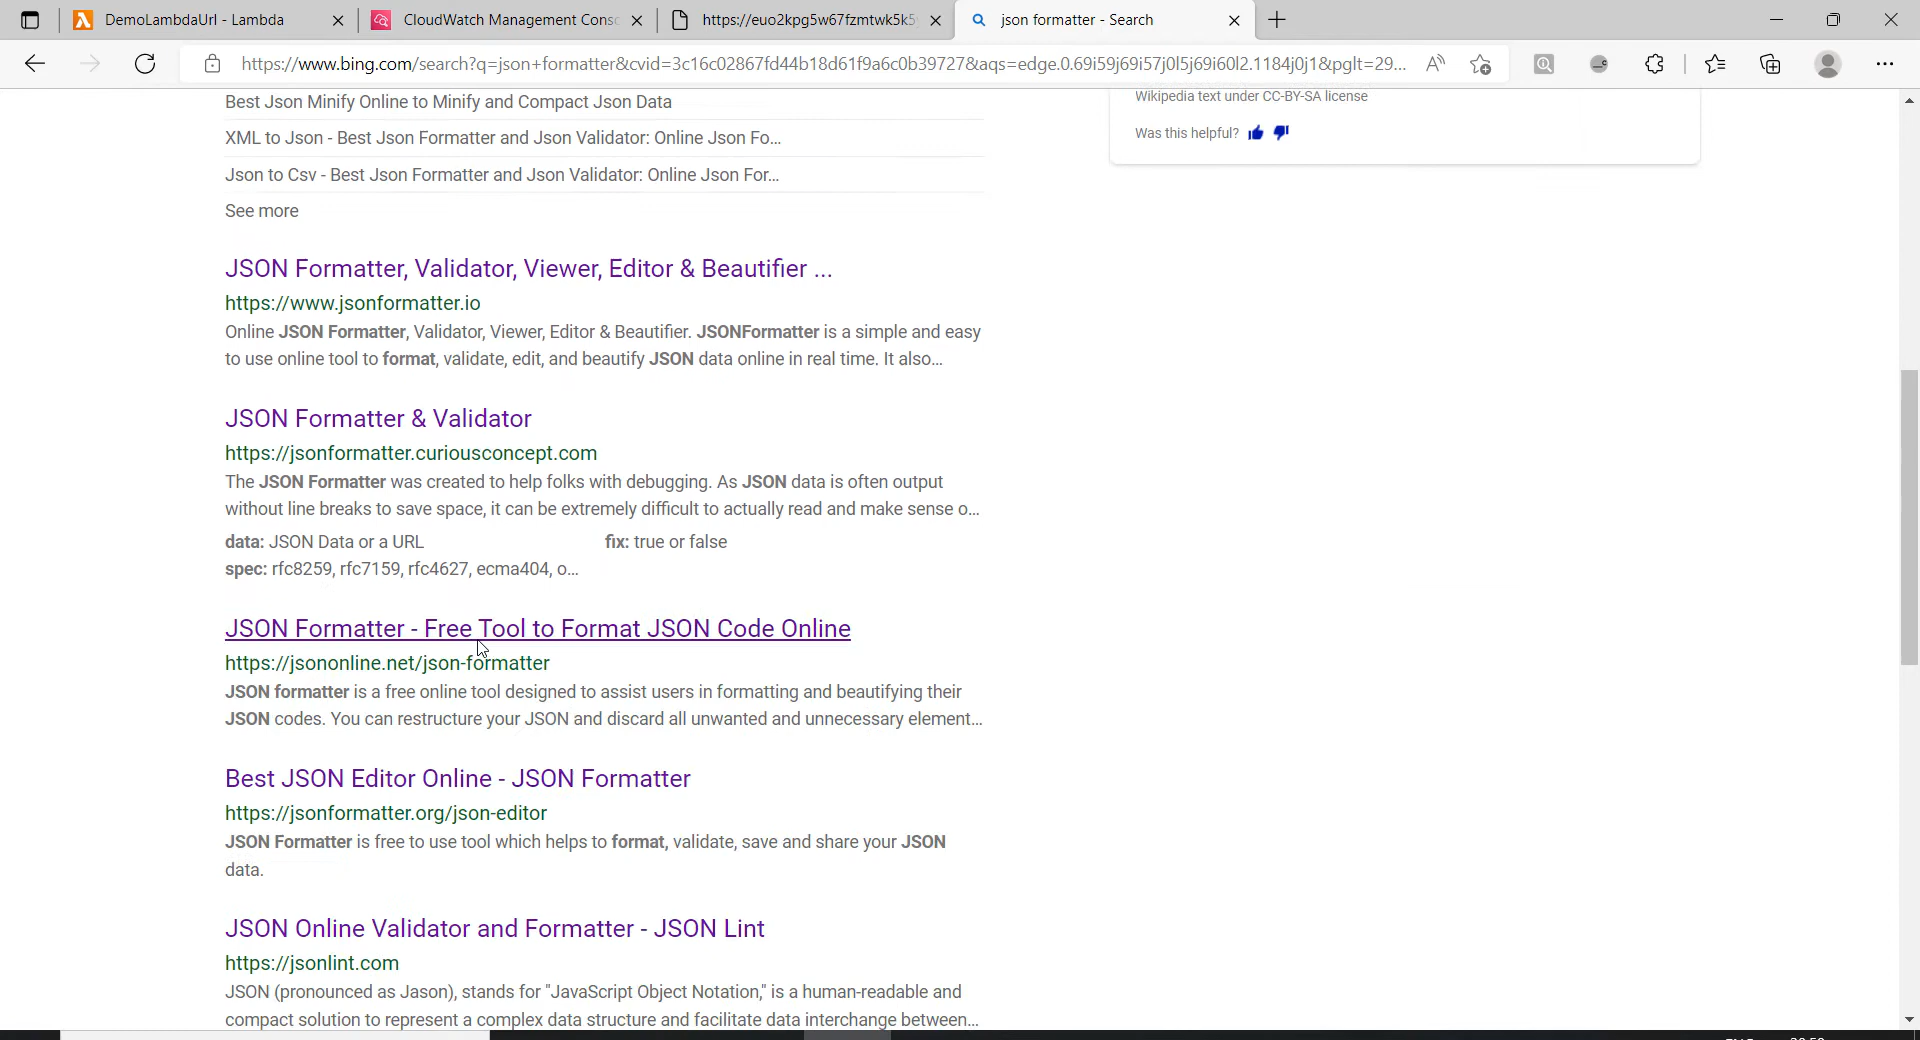 DemoLambdaUrl - Lambda
CloudWatch Management Cons
https://euo2kpg5w67fzmtwk5k5
json formatter - Search
https://www.bing.com/search?q=json+formatter&cvid=3c16c02867fd44b18d61f9a6c0b39727&aqs=edge.0.69i59j69i57j0l5j69i60l2.1184j0j1&pglt=29...
Best Json Minify Online to Minify and Compact Json Data
XML to Json - Best Json Formatter and Json Validator: Online Json Fo...
Json to Csv - Best Json Formatter and Json Validator: Online Json For...
See more
Wikipedia text under CC-BY-SA license
Was this helpful?
JSON Formatter, Validator, Viewer, Editor & Beautifier ...
https://www.jsonformatter.io
Online JSON Formatter, Validator, Viewer, Editor & Beautifier. JSONFormatter is a simple and easy
to use online tool to format, validate, edit, and beautify JSON data online in real time. It also...
JSON Formatter & Validator
https://jsonformatter.curiousconcept.com
The JSON Formatter was created to help folks with debugging. As JSON data is often output
without line breaks to save space, it can be extremely difficult to actually read and make sense o...
data: JSON Data or a URL
fix: true or false
spec: rfc8259, rfc7159, rfc4627, ecma404, o...
JSON Formatter - Free Tool to Format JSON Code Online
https://jsononline.net/json-formatter
JSON formatter is a free online tool designed to assist users in formatting and beautifying their
JSON codes. You can restructure your JSON and discard all unwanted and unnecessary element...
Best JSON Editor Online - JSON Formatter
https://jsonformatter.org/json-editor
JSON Formatter is free to use tool which helps to format, validate, save and share your JSON
data.
JSON Online Validator and Formatter - JSON Lint
https://jsonlint.com
JSON (pronounced as Jason), stands for "JavaScript Object Notation," is a human-readable and
compact solution to represent a complex data structure and facilitate data interchange between...